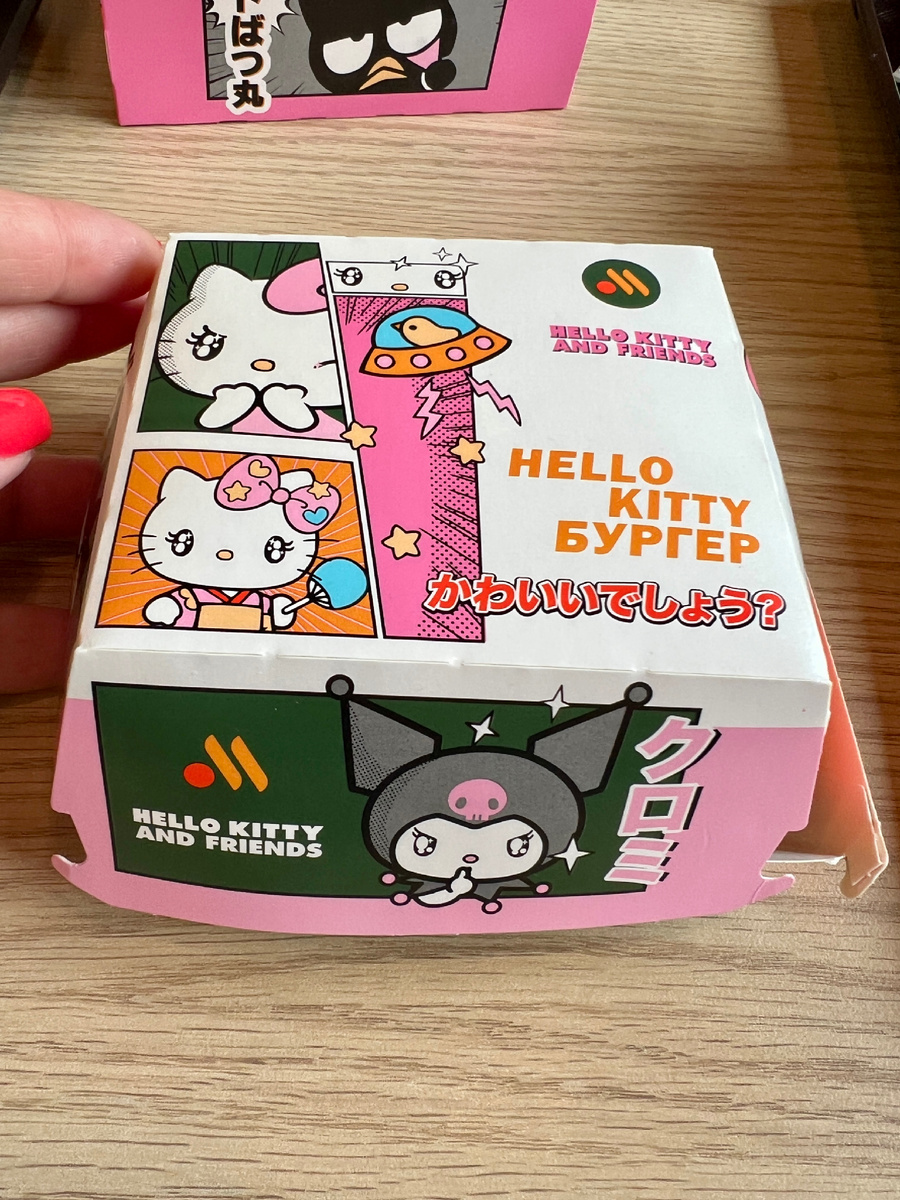 ばつ丸
HELLO KITTY
AND FRIENDS
HELLO
KITTY
БУРГЕР
かわいいでしょう?
HELLO KITTY
AND FRIENDS
クロミ